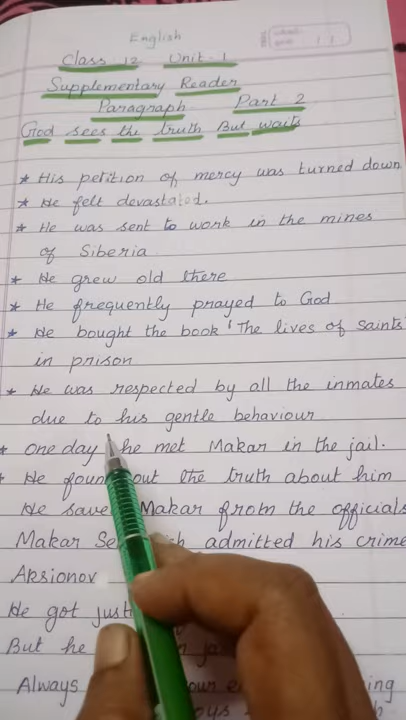 English
Class 12 Unit - 1
Supplementary Reader
Paragraph Part 2
God sees the truth But waits
* His petition of mercy was turned down
* He felt devastated.
* He was sent to work in the mines
of Siberia
* He grew old there
* He frequently prayed to God
* He bought the book 'The lives of Saints'
in prison
* He was respected by all the inmates
due to his gentle behaviour
* One day he met Makar in the jail.
* He out the truth about him
He Makar from the officials
Makar admitted his crime
Aksionov
He got
But he
Always